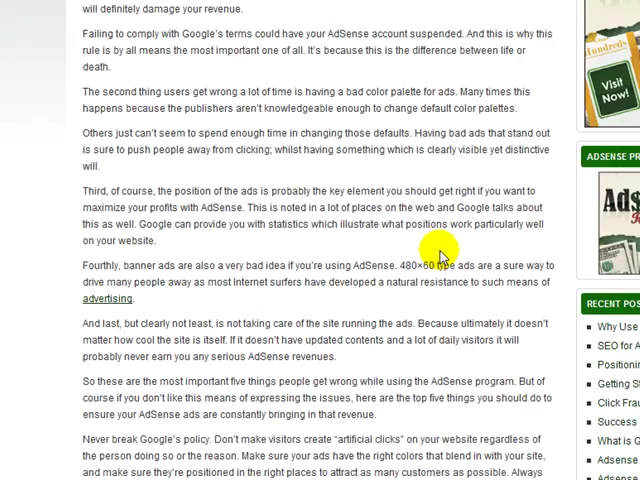 will definitely damage your revenue.
Failing to comply with Google's terms could have your AdSense account suspended. And this is why this
rule is by all means the most important one of all. It's because this is the difference between life or
death.
The second thing users get wrong a lot of time is having a bad color palette for ads. Many times this
happens because the publishers aren't knowledgeable enough to change default color palettes.
Others just can't seem to spend enough time in changing those defaults. Having bad ads that stand out
is sure to push people away from clicking; whilst having something which is clearly visible yet distinctive
will.
Third, of course, the position of the ads is probably the key element you should get right if you want to
maximize your profits with AdSense. This is noted in a lot of places on the web and Google talks about
this as well. Google can provide you with statistics which illustrate what positions work particularly well
on your website.
Fourthly, banner ads are also a very bad idea if you're using AdSense. 480×60 type ads are a sure way to
drive many people away as most Internet surfers have developed a natural resistance to such means of
advertising.
And last, but clearly not least, is not taking care of the site running the ads. Because ultimately it doesn't
matter how cool the site is itself. If it doesn't have updated contents and a lot of daily visitors it will
probably never earn you any serious AdSense revenues.
So these are the most important five things people get wrong while using the AdSense program. But of
course if you don't like this means of expressing the issues, here are the top five things you should do to
ensure your AdSense ads are constantly bringing in that revenue.
Never break Google's policy. Don't make visitors create "artificial clicks" on your website regardless of
the person doing so or the reason. Make sure your ads have the right colors that blend in with your site,
and make sure they're positioned in the right places to attract as many customers as possible. Always
Hundreds
Visit
Now!
ADSENSE PR
Ads
RECENT POS
Why Use
SEO for A
Positionin
Getting St
Click Frau
Success
What is G
Adsense
Adsense